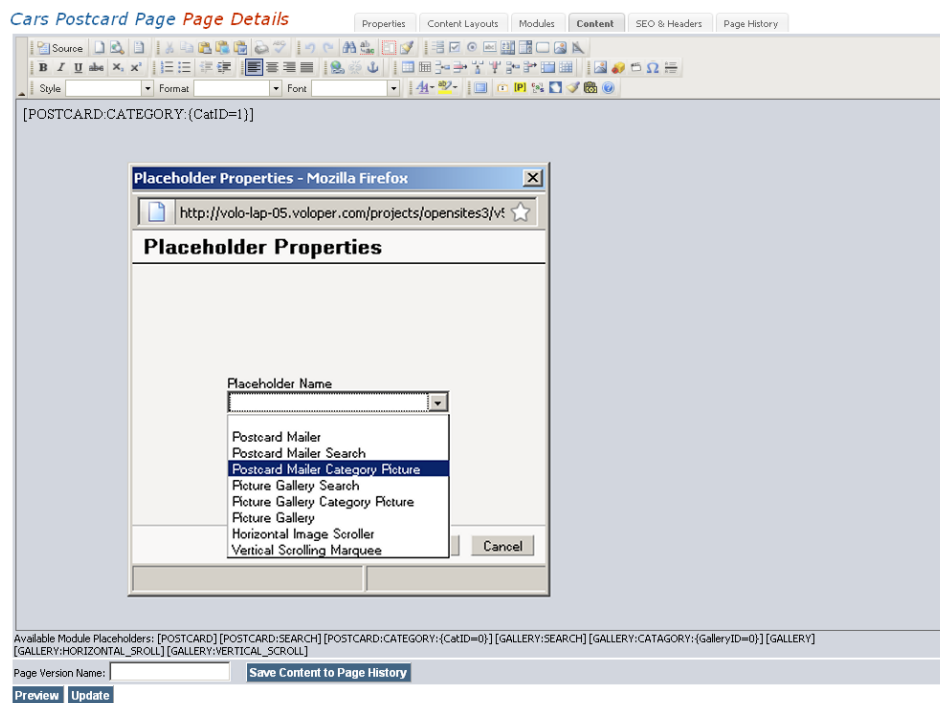 Cars Postcard Page Page Details
Properties Content Layouts Modules Content SEO & Headers Page History
Source
B I U abc X₂ x²
Style Format Font
[POSTCARD:CATEGORY:{CatID=1}]
Placeholder Properties - Mozilla Firefox
http://volo-lap-05.voloper.com/projects/opensites3/v5
Placeholder Properties
Placeholder Name
Postcard Mailer
Postcard Mailer Search
Postcard Mailer Category Picture
Picture Gallery Search
Picture Gallery Category Picture
Picture Gallery
Horizontal Image Scroller
Vertical Scrolling Marquee
Cancel
Available Module Placeholders: [POSTCARD] [POSTCARD:SEARCH] [POSTCARD:CATEGORY:{CatID=0}] [GALLERY:SEARCH] [GALLERY:CATAGORY:{GalleryID=0}] [GALLERY]
[GALLERY:HORIZONTAL_SROLL] [GALLERY:VERTICAL_SCROLL]
Page Version Name: Save Content to Page History
Preview Update